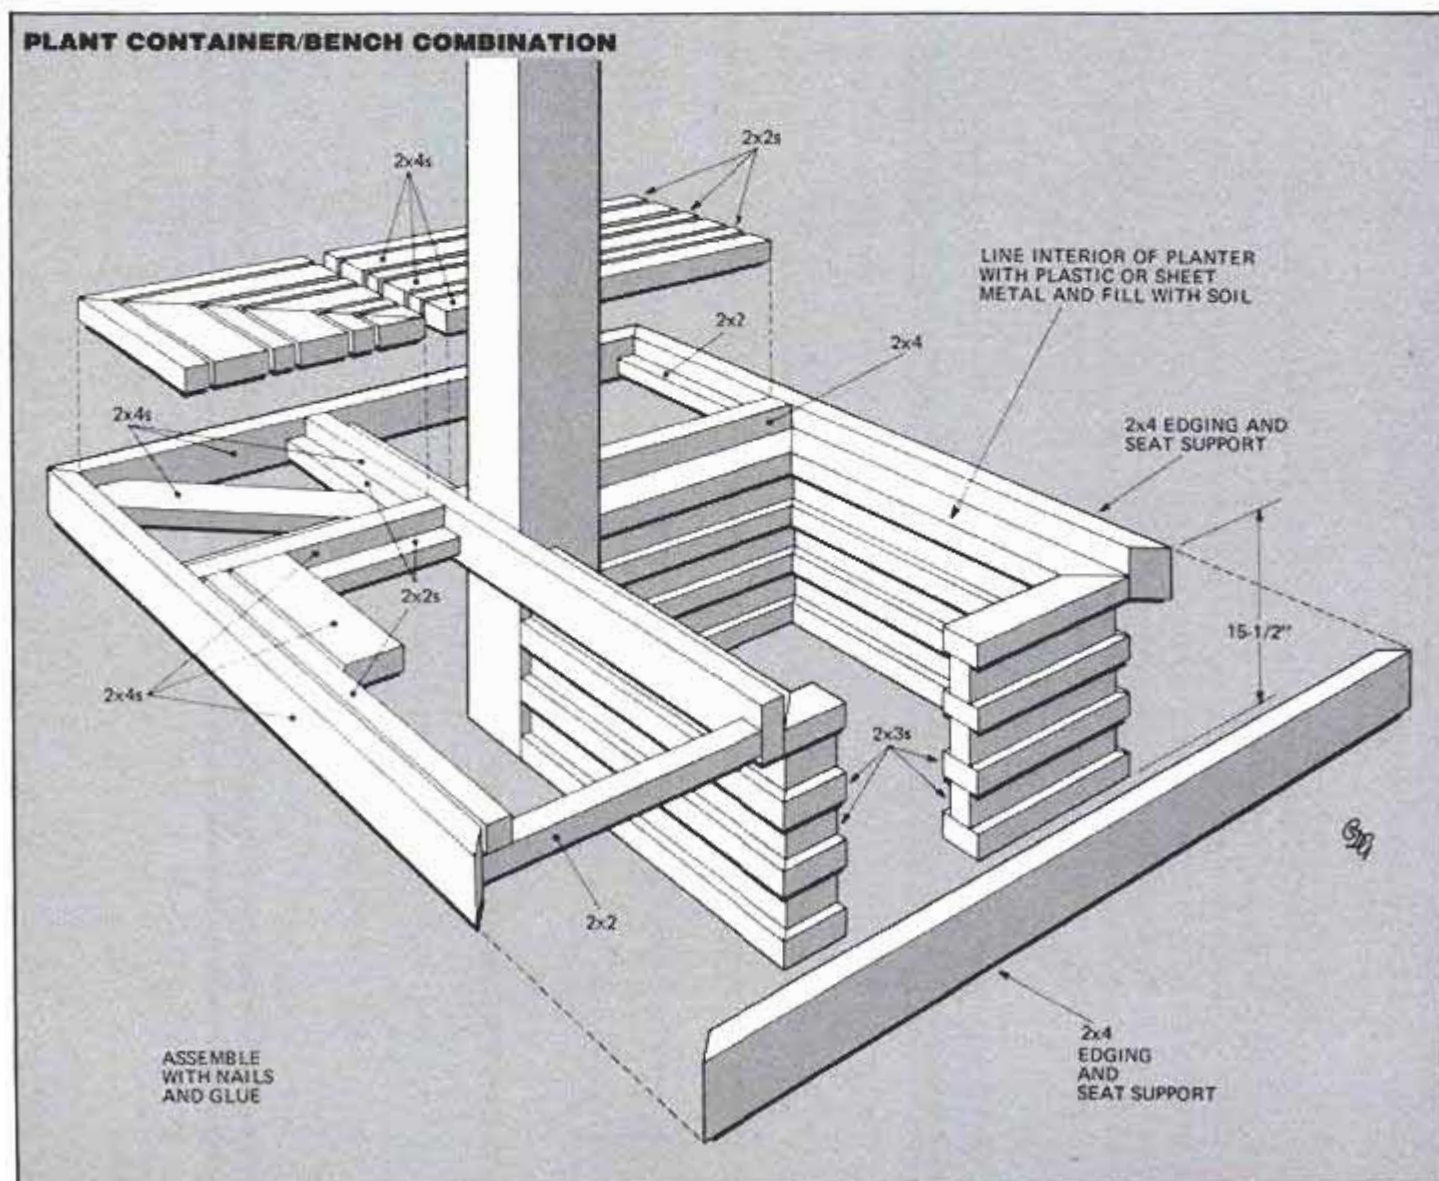 PLANT CONTAINER/BENCH COMBINATION
2x4s
2x2s
LINE INTERIOR OF PLANTER
WITH PLASTIC OR SHEET
METAL AND FILL WITH SOIL
2x2
2x4
2x4s
2x4 EDGING AND
SEAT SUPPORT
2x2s
15-1/2"
2x4s
2x3s
2x2
2x4
EDGING
AND
SEAT SUPPORT
ASSEMBLE
WITH NAILS
AND GLUE